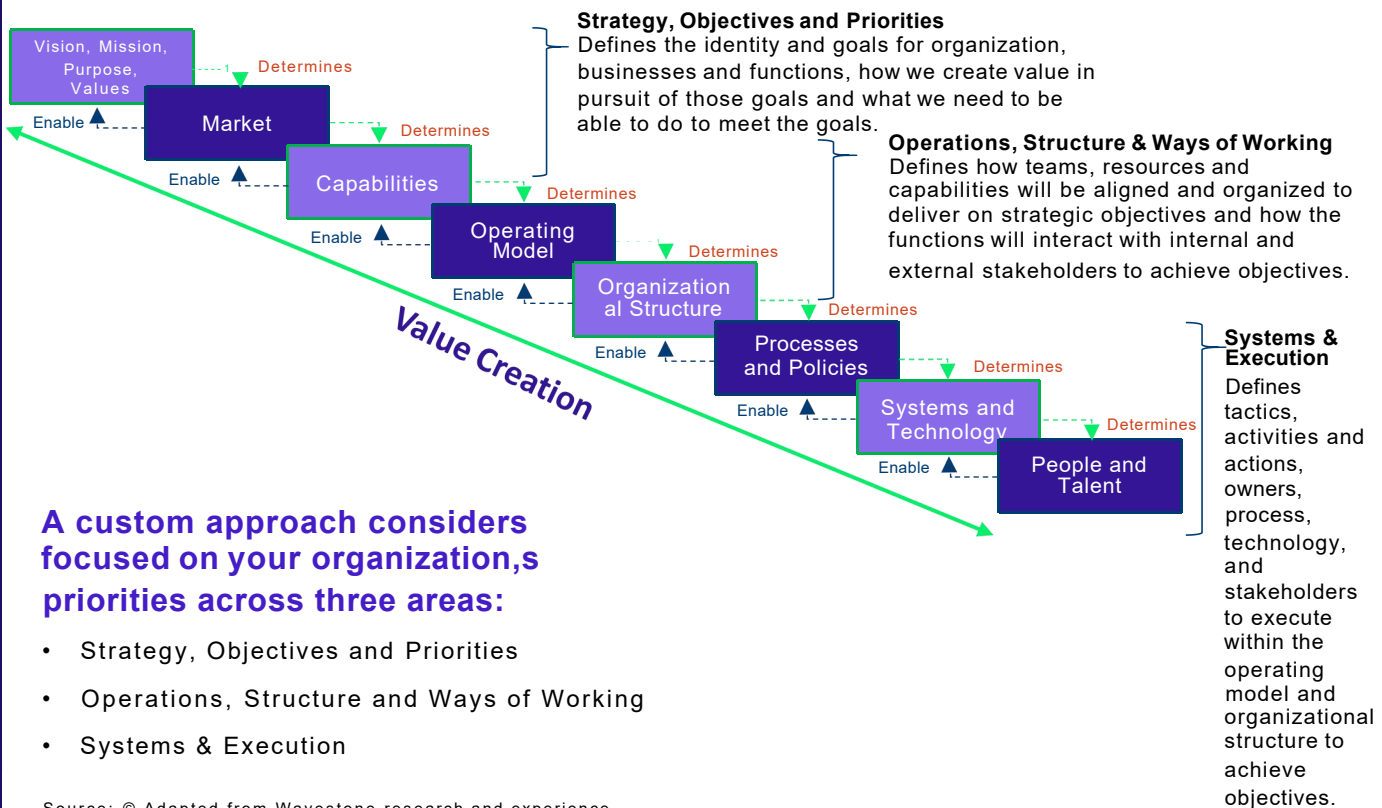 Vision, Mission,
Purpose,
Values
Determines
Enable
Market
Determines
Enable
Capabilities
Determines
Enable
Operating
Model
Determines
Enable
Organization
al Structure
Determines
Enable
Processes
and Policies
Determines
Enable
Systems and
Technology
Determines
Enable
People and
Talent
Value Creation
Strategy, Objectives and Priorities
Defines the identity and goals for organization,
businesses and functions, how we create value in
pursuit of those goals and what we need to be
able to do to meet the goals.
Operations, Structure & Ways of Working
Defines how teams, resources and
capabilities will be aligned and organized to
deliver on strategic objectives and how the
functions will interact with internal and
external stakeholders to achieve objectives.
Systems &
Execution
Defines
tactics,
activities and
actions,
owners,
process,
technology,
and
stakeholders
to execute
within the
operating
model and
organizational
structure to
achieve
objectives.
A custom approach considers
focused on your organization,s
priorities across three areas:
• Strategy, Objectives and Priorities
• Operations, Structure and Ways of Working
• Systems & Execution
Source: © Adapted from Wavestone research and experience